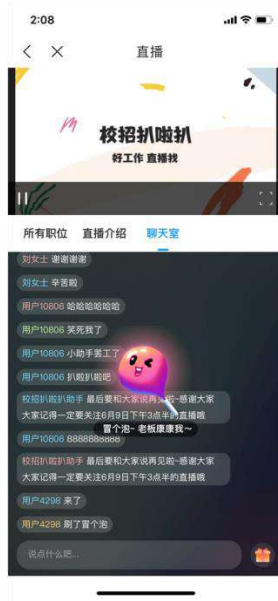 2:08
直播
校招扒啦扒
好工作 直播我
所有职位 直播介绍 聊天室
刘女士 谢谢谢谢
刘女士 辛苦啦
用户10806 哈哈哈哈哈哈
用户10806 笑死我了
用户10806 小助手罢工了
用户10806 扒啦扒啦吧
校招扒啦扒助手 最后要和大家说再见啦~感谢大家
大家记得一定要关注6月9日下午3点半的直播哦
冒个泡~ 老板康康我~
用户10806 8888888888
校招扒啦扒助手 最后要和大家说再见啦~感谢大家
大家记得一定要关注6月9日下午3点半的直播哦
用户4298 来了
用户4298 刷了冒个泡
说点什么吧...